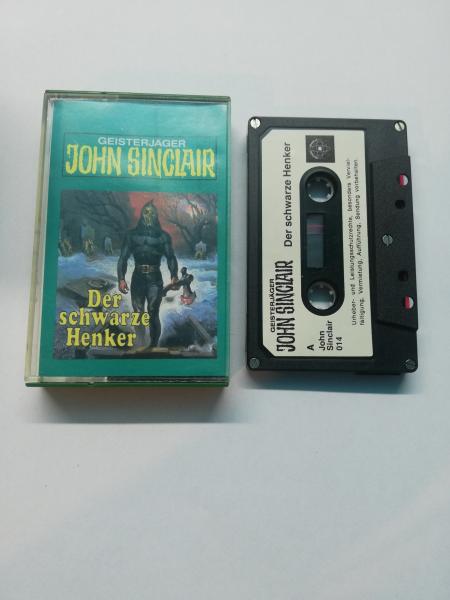 GEISTERJÄGER
JOHN SINCLAIR
Der
schwarze
Henker
GEISTERJÄGER
JOHN SINCLAIR
Der schwarze Henker
A
John
Sinclair
014
Urheber- und Leistungsschutzrechte, besonders Verviel-
fältigung, Vermietung, Aufführung, Sendung vorbehalten.